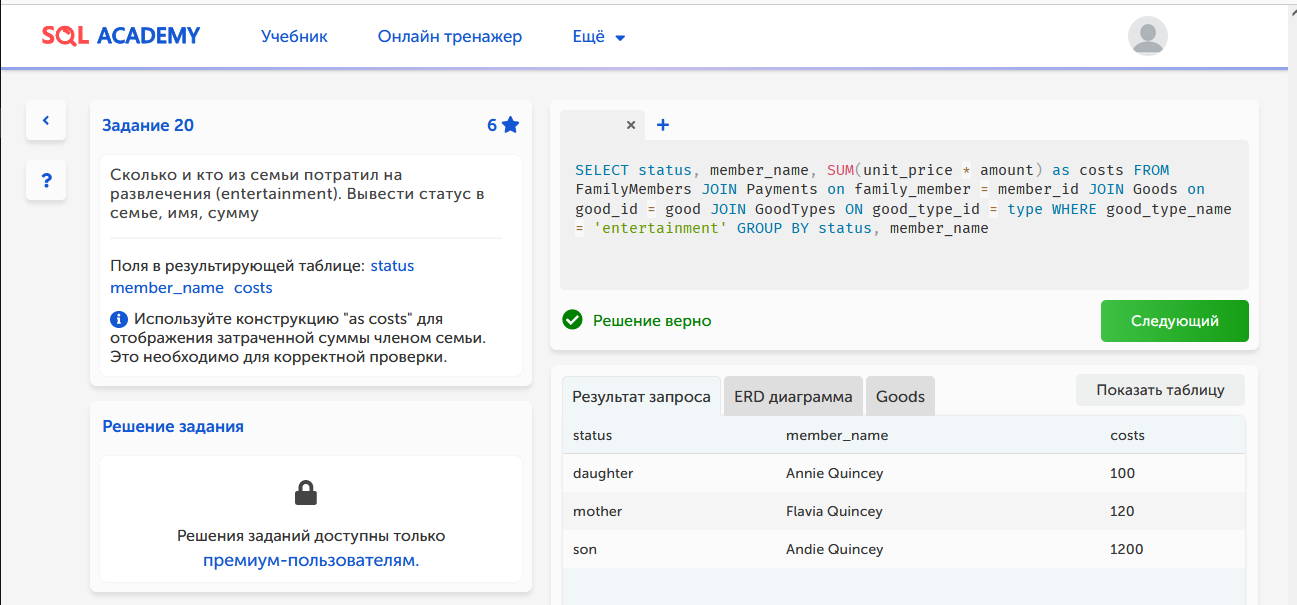 SQL ACADEMY
Учебник
Онлайн тренажер
Ещё
Задание 20
6
?
Сколько и кто из семьи потратил на
развлечения (entertainment). Вывести статус в
семье, имя, сумму
Поля в результирующей таблице: status
member_name costs
Используйте конструкцию "as costs" для
отображения затраченной суммы членом семьи.
Это необходимо для корректной проверки.
Решение задания
Решения заданий доступны только
премиум-пользователям.
SELECT status, member_name, SUM(unit_price * amount) as costs FROM
FamilyMembers JOIN Payments on family_member = member_id JOIN Goods on
good_id = good JOIN GoodTypes ON good_type_id = type WHERE good_type_name
= 'entertainment' GROUP BY status, member_name
Решение верно
Следующий
Результат запроса
ERD диаграмма
Goods
Показать таблицу
status member_name costs
daughter Annie Quincey 100
mother Flavia Quincey 120
son Andie Quincey 1200